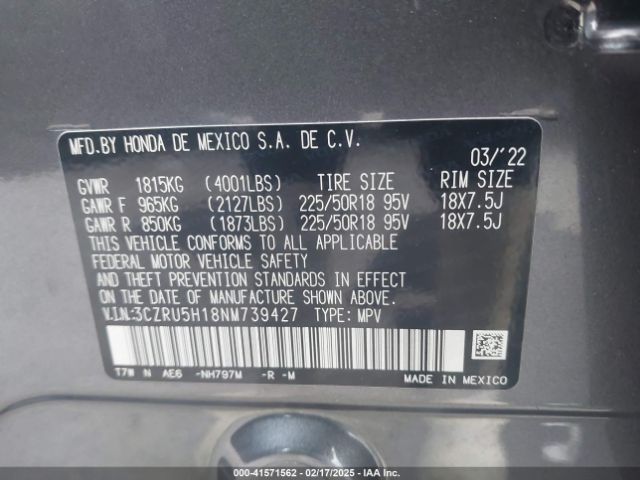 MFD.BY HONDA DE MEXICO S.A. DE C.V.
03/'22
GVWR 1815KG (4001LBS) TIRE SIZE RIM SIZE
GAWR F 965KG (2127LBS) 225/50R18 95V 18X7.5J
GAWR R 850KG (1873LBS) 225/50R18 95V 18X7.5J
THIS VEHICLE CONFORMS TO ALL APPLICABLE
FEDERAL MOTOR VEHICLE SAFETY
AND THEFT PREVENTION STANDARDS IN EFFECT ON
THE DATE OF MANUFACTURE SHOWN ABOVE.
V.I.N:3CZRU5H18NM739427 TYPE: MPV
T7W N AE6 -NH797M -R -M MADE IN MEXICO
000-41571562 - 02/17/2025 - IAA Inc.